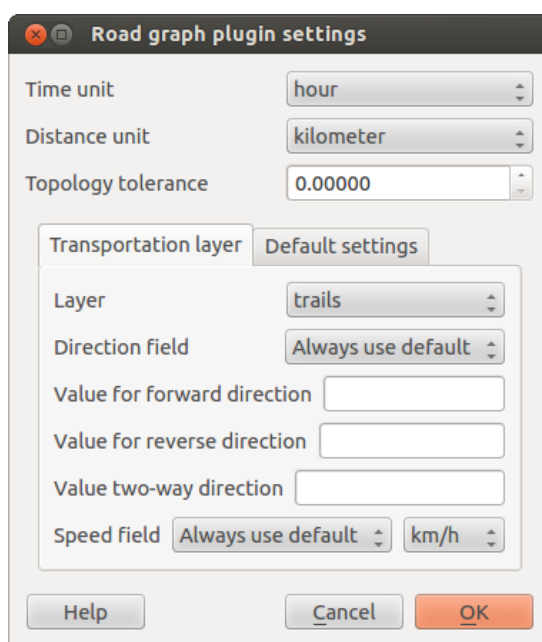 Road graph plugin settings
Time unit hour
Distance unit kilometer
Topology tolerance 0.00000
Transportation layer Default settings
Layer trails
Direction field Always use default
Value for forward direction
Value for reverse direction
Value two-way direction
Speed field Always use default km/h
Help Cancel OK